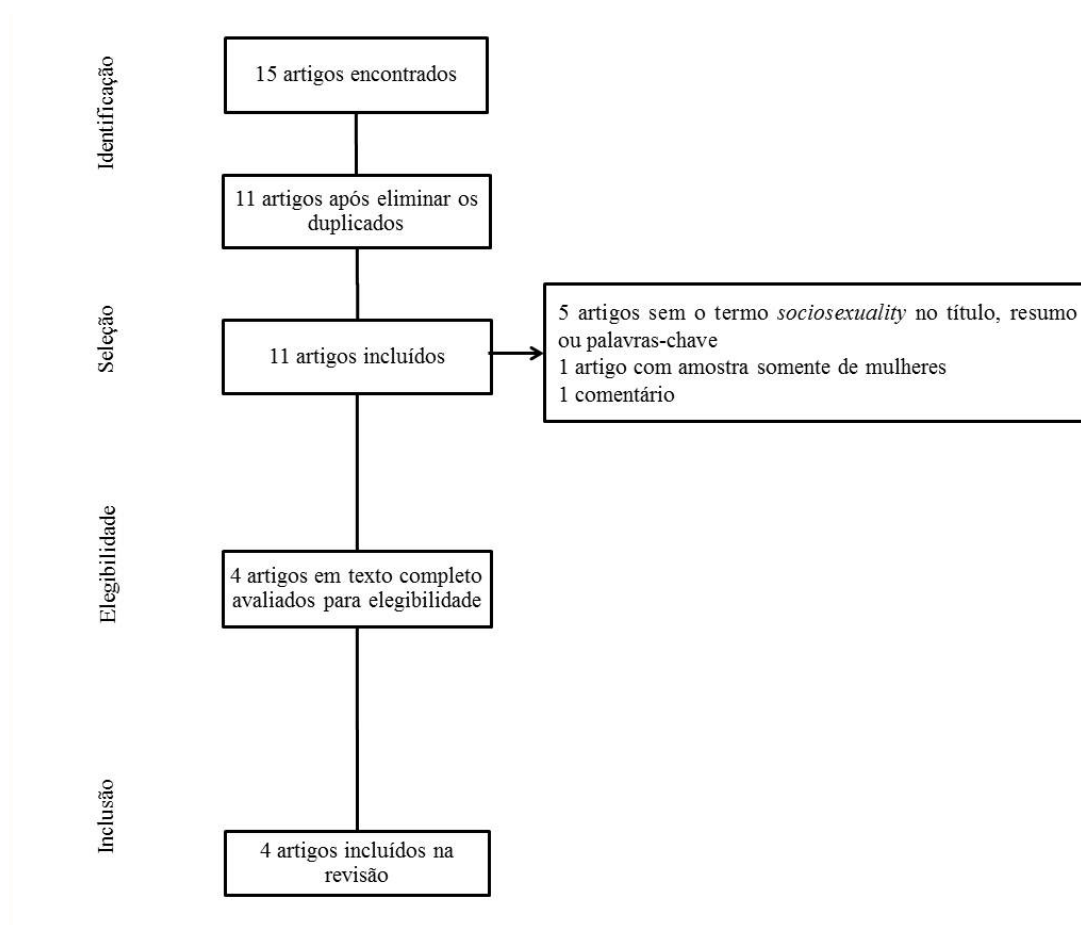 Identificação
15 artigos encontrados
11 artigos após eliminar os
duplicados
Seleção
11 artigos incluídos
5 artigos sem o termo sociosexuality no título, resumo
ou palavras-chave
1 artigo com amostra somente de mulheres
1 comentário
Elegibilidade
4 artigos em texto completo
avaliados para elegibilidade
Inclusão
4 artigos incluídos na
revisão